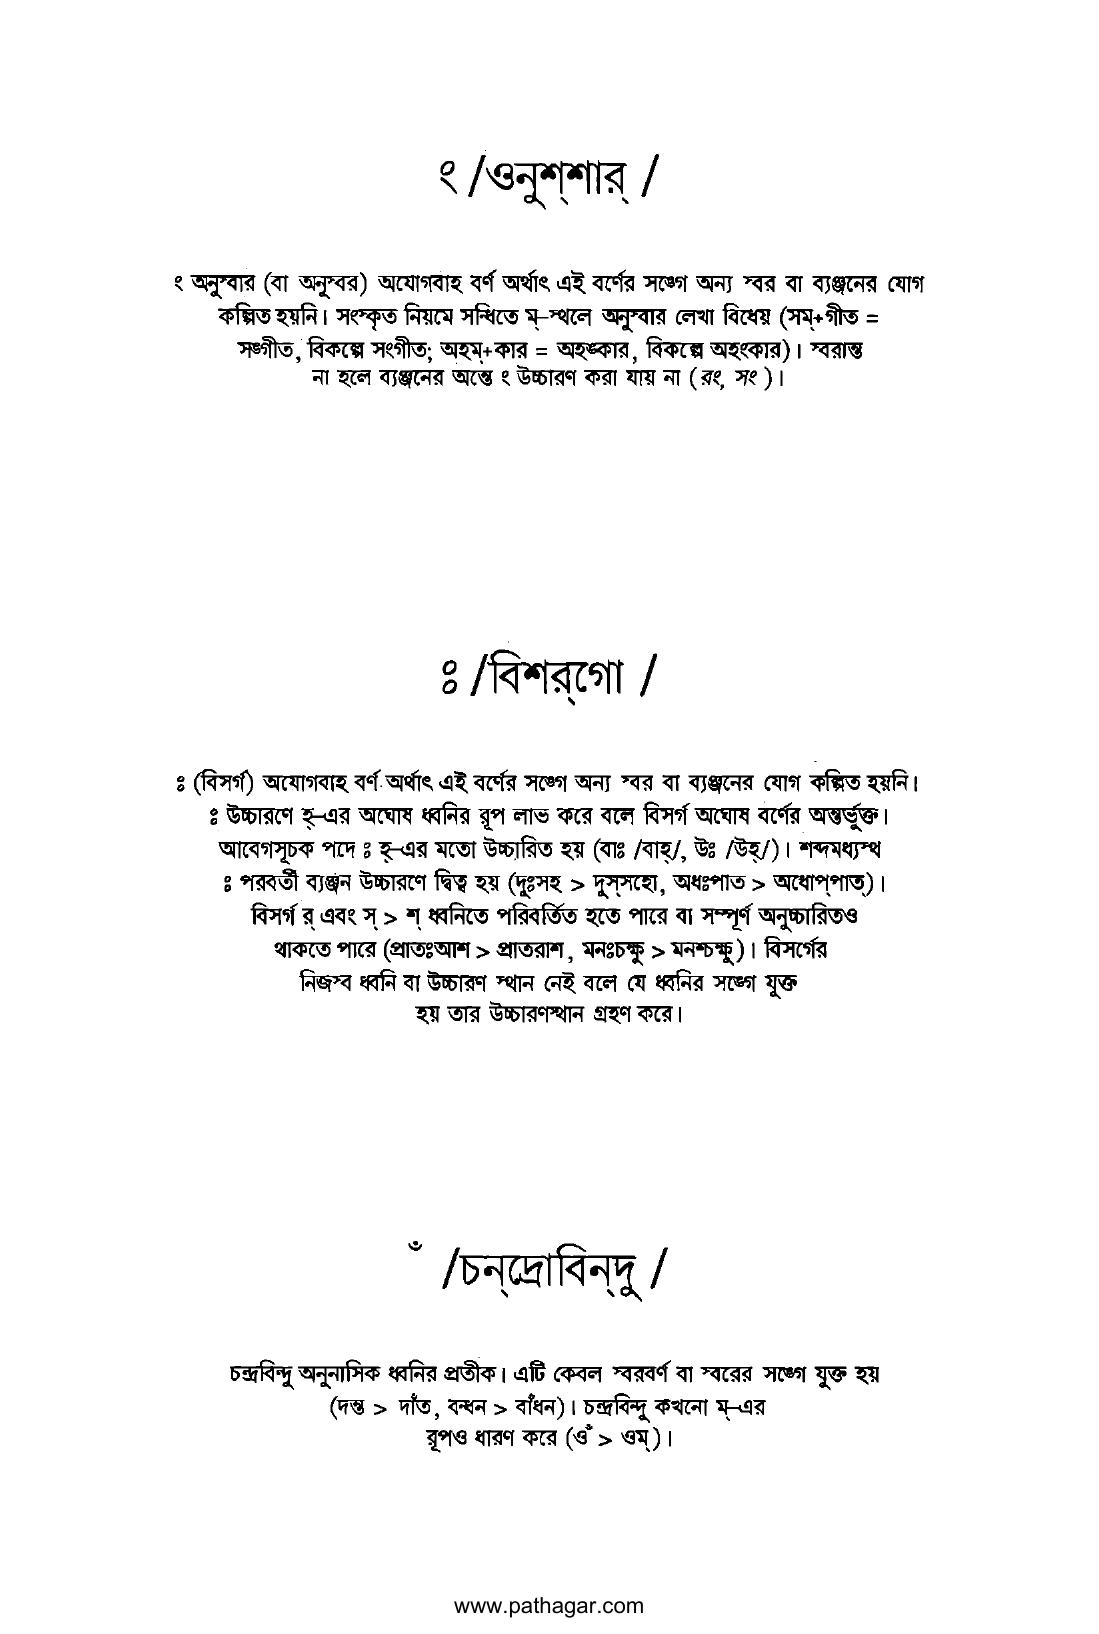 ং /ওনুশ্‌শার্‌ /
ং অনুস্বার (বা অনুস্বর) অযোগবাহ বর্ণ অর্থাৎ এই বর্ণের সঙ্গে অন্য স্বর বা ব্যঞ্জনের যোগ
কল্পিত হয়নি। সংস্কৃত নিয়মে সন্ধিতে ম্‌–স্থলে অনুস্বার লেখা বিধেয় (সম্‌+গীত =
সঙ্গীত, বিকল্পে সংগীত; অহম্‌+কার = অহঙ্কার, বিকল্পে অহংকার)। স্বরান্ত
না হলে ব্যঞ্জনের অন্তে ং উচ্চারণ করা যায় না (রং, সং )।
ঃ /বিশর্‌গো /
ঃ (বিসর্গ) অযোগবাহ বর্ণ অর্থাৎ এই বর্ণের সঙ্গে অন্য স্বর বা ব্যঞ্জনের যোগ কল্পিত হয়নি।
ঃ উচ্চারণে হ্‌–এর অঘোষ ধ্বনির রূপ লাভ করে বলে বিসর্গ অঘোষ বর্ণের অন্তর্ভুক্ত।
আবেগসূচক পদে ঃ হ্‌–এর মতো উচ্চারিত হয় (বাঃ /বাহ্‌/, উঃ /উহ্‌/)। শব্দমধ্যস্থ
ঃ পরবর্তী ব্যঞ্জন উচ্চারণে দ্বিত্ব হয় (দুঃসহ > দুস্‌সহো, অধঃপাত > অধোপ্‌পাত)।
বিসর্গ র্‌ এবং স্‌ > শ্‌ ধ্বনিতে পরিবর্তিত হতে পারে বা সম্পূর্ণ অনুচ্চারিতও
থাকতে পারে (প্রাতঃআশ > প্রাতরাশ, মনঃচক্ষু > মনশ্চক্ষু)। বিসর্গের
নিজস্ব ধ্বনি বা উচ্চারণ স্থান নেই বলে যে ধ্বনির সঙ্গে যুক্ত
হয় তার উচ্চারণস্থান গ্রহণ করে।
ঁ /চন্‌দ্রোবিন্‌দু /
চন্দ্রবিন্দু অনুনাসিক ধ্বনির প্রতীক। এটি কেবল স্বরবর্ণ বা স্বরের সঙ্গে যুক্ত হয়
(দন্ত > দাঁত, বন্ধন > বাঁধন)। চন্দ্রবিন্দু কখনো ম্‌–এর
রূপও ধারণ করে (ওঁ > ওম্‌)।
www.pathagar.com